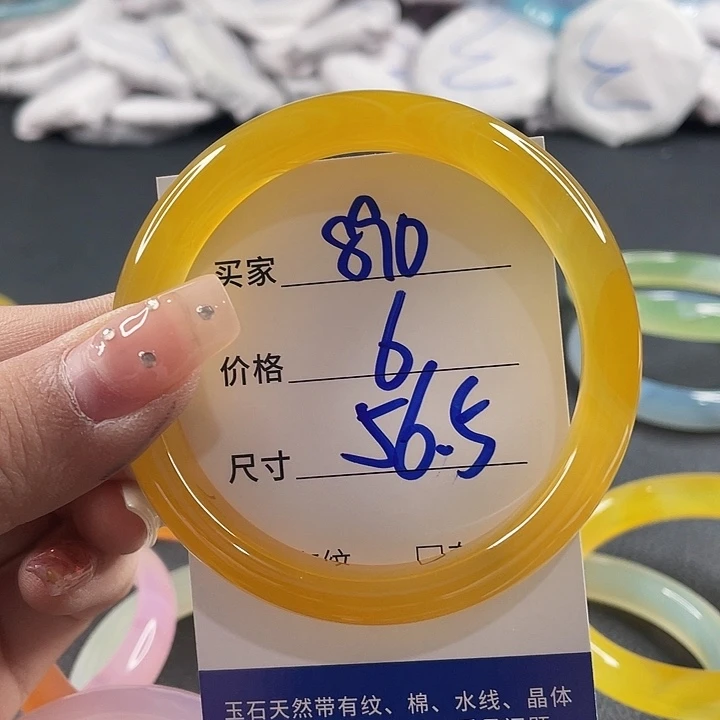 买家 890
价格 6
尺寸 56.5
纹
玉石天然带有纹、棉、水线、晶体